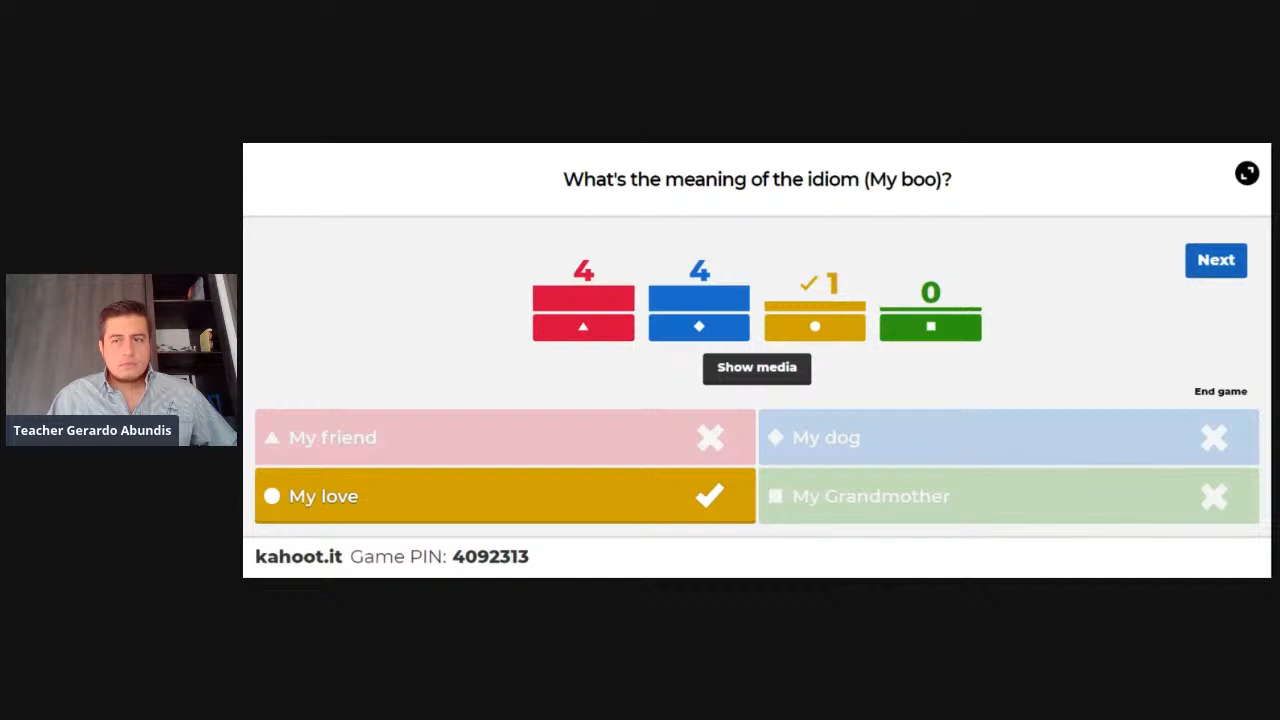 What's the meaning of the idiom (My boo)?
Next
4
4
1
0
Show media
End game
My friend
My dog
My love
My Grandmother
kahoot.it Game PIN: 4092313
Teacher Gerardo Abundis